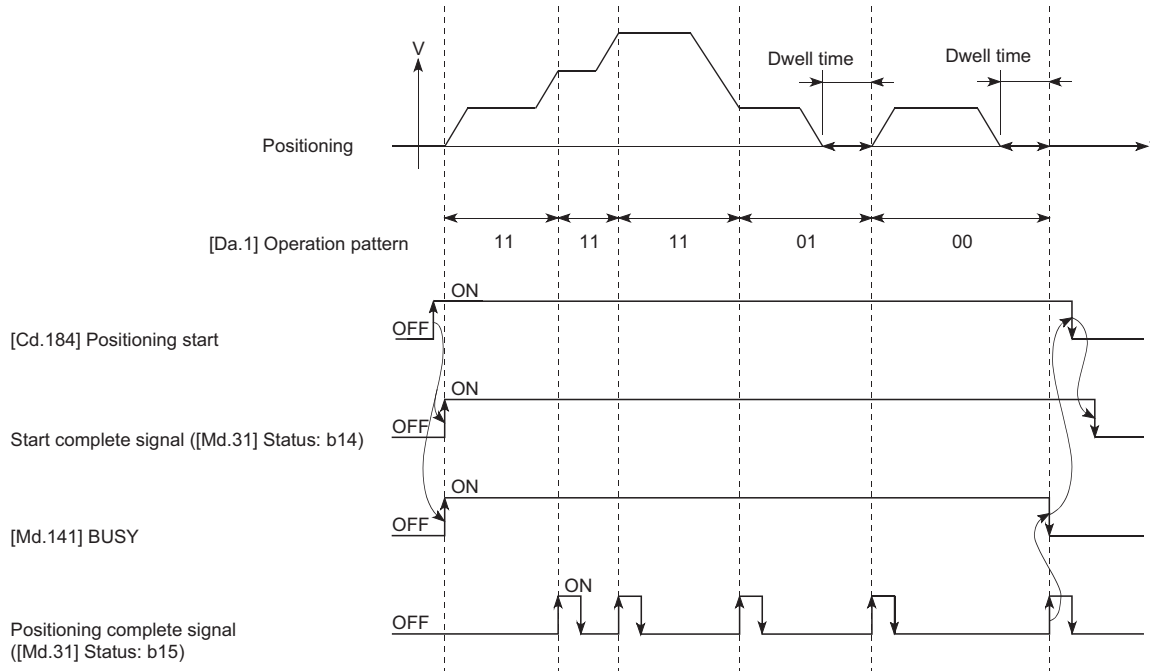 V
Dwell time
Dwell time
Positioning
[Da.1] Operation pattern
11
11
11
01
00
ON
OFF
[Cd.184] Positioning start
ON
OFF
Start complete signal ([Md.31] Status: b14)
ON
OFF
[Md.141] BUSY
ON
OFF
Positioning complete signal
([Md.31] Status: b15)